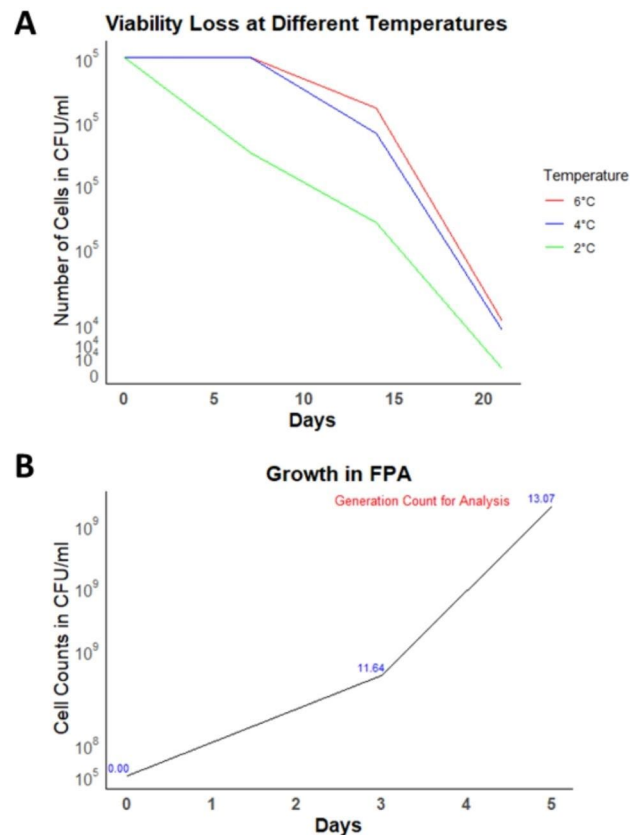 A
Viability Loss at Different Temperatures
Number of Cells in CFU/ml
10⁵
10⁵
10⁵
10⁵
10⁴
10⁴
10⁴
0
0 5 10 15 20
Days
Temperature
6°C
4°C
2°C
B
Growth in FPA
Generation Count for Analysis
13.07
11.64
0.00
Cell Counts in CFU/ml
10⁹
10⁹
10⁹
10⁸
10⁵
0 1 2 3 4 5
Days